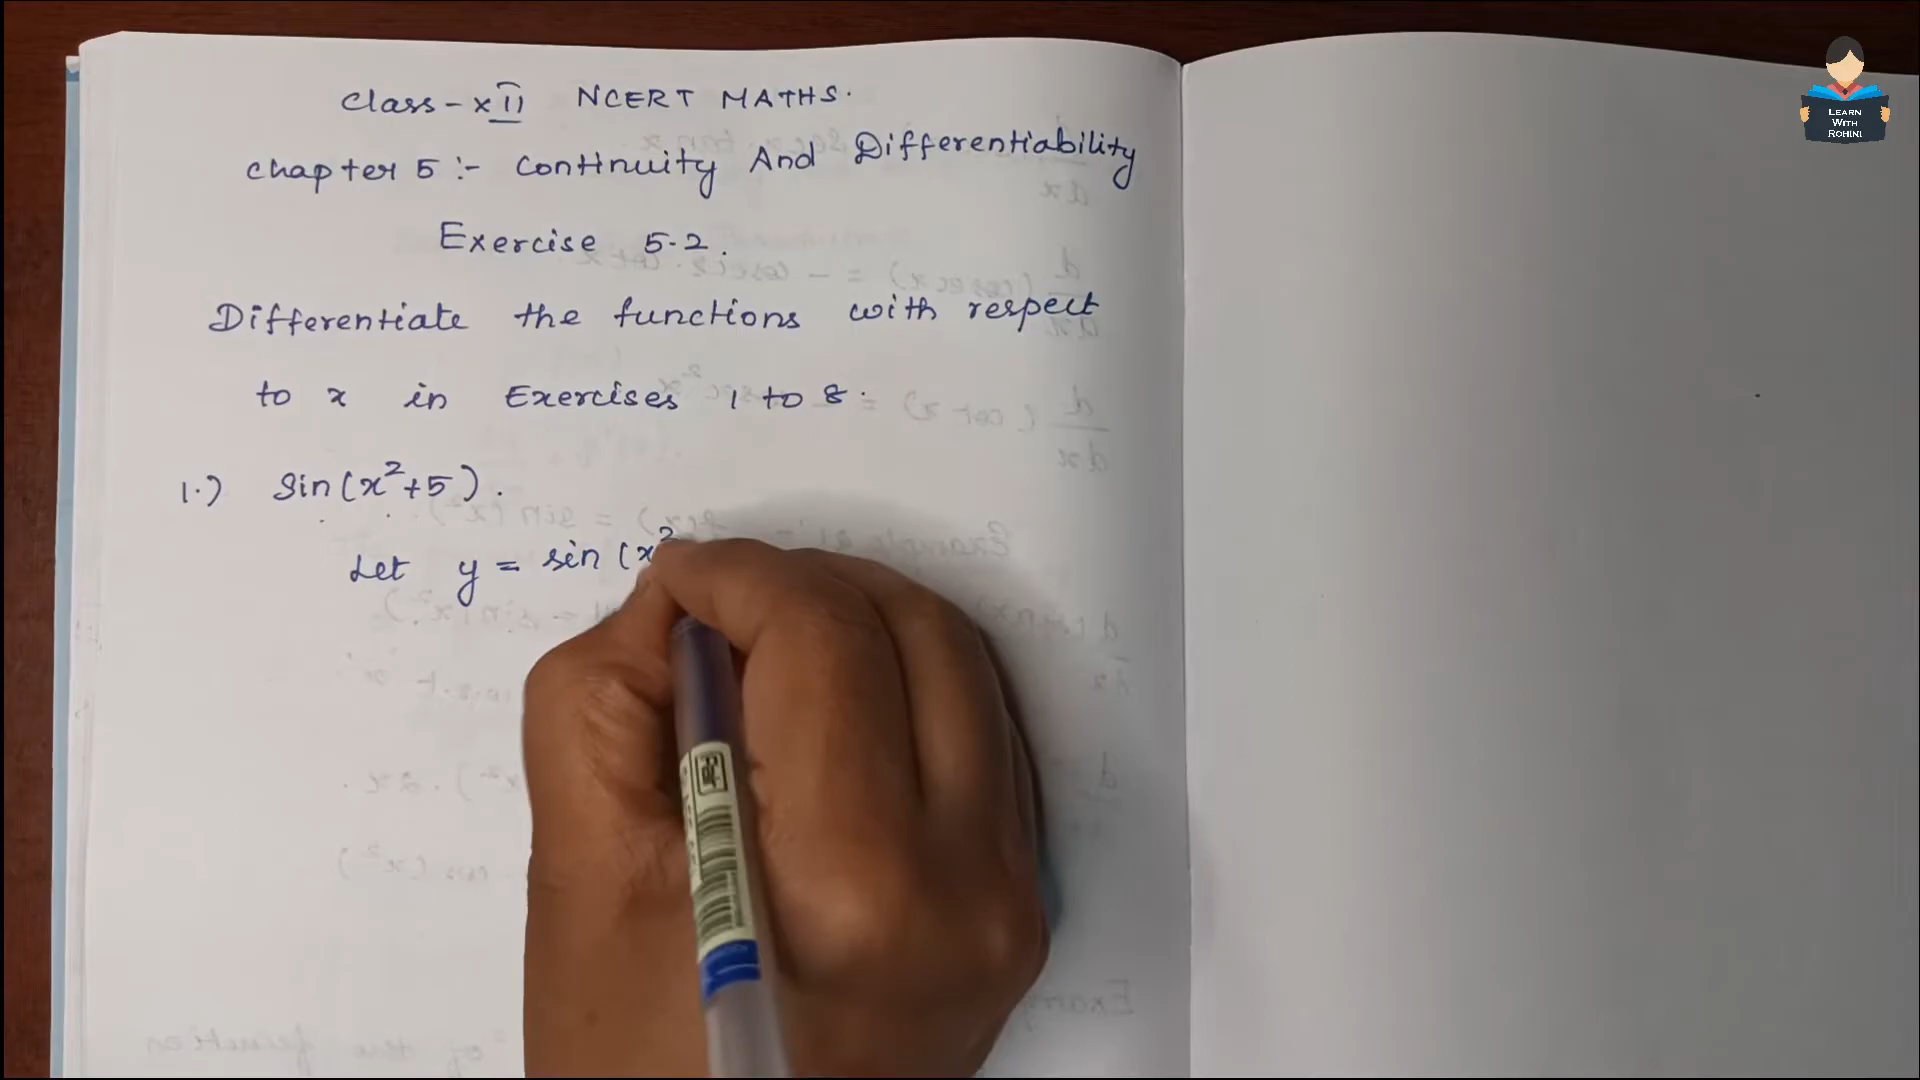 Class - XII NCERT MATHS.
Chapter 5 :- Continuity And Differentiability
Exercise 5.2.
Differentiate the functions with respect
to x in Exercises 1 to 8.
1.) Sin(x²+5).
Let y = sin (x²
LEARN
WITH
ROHINI